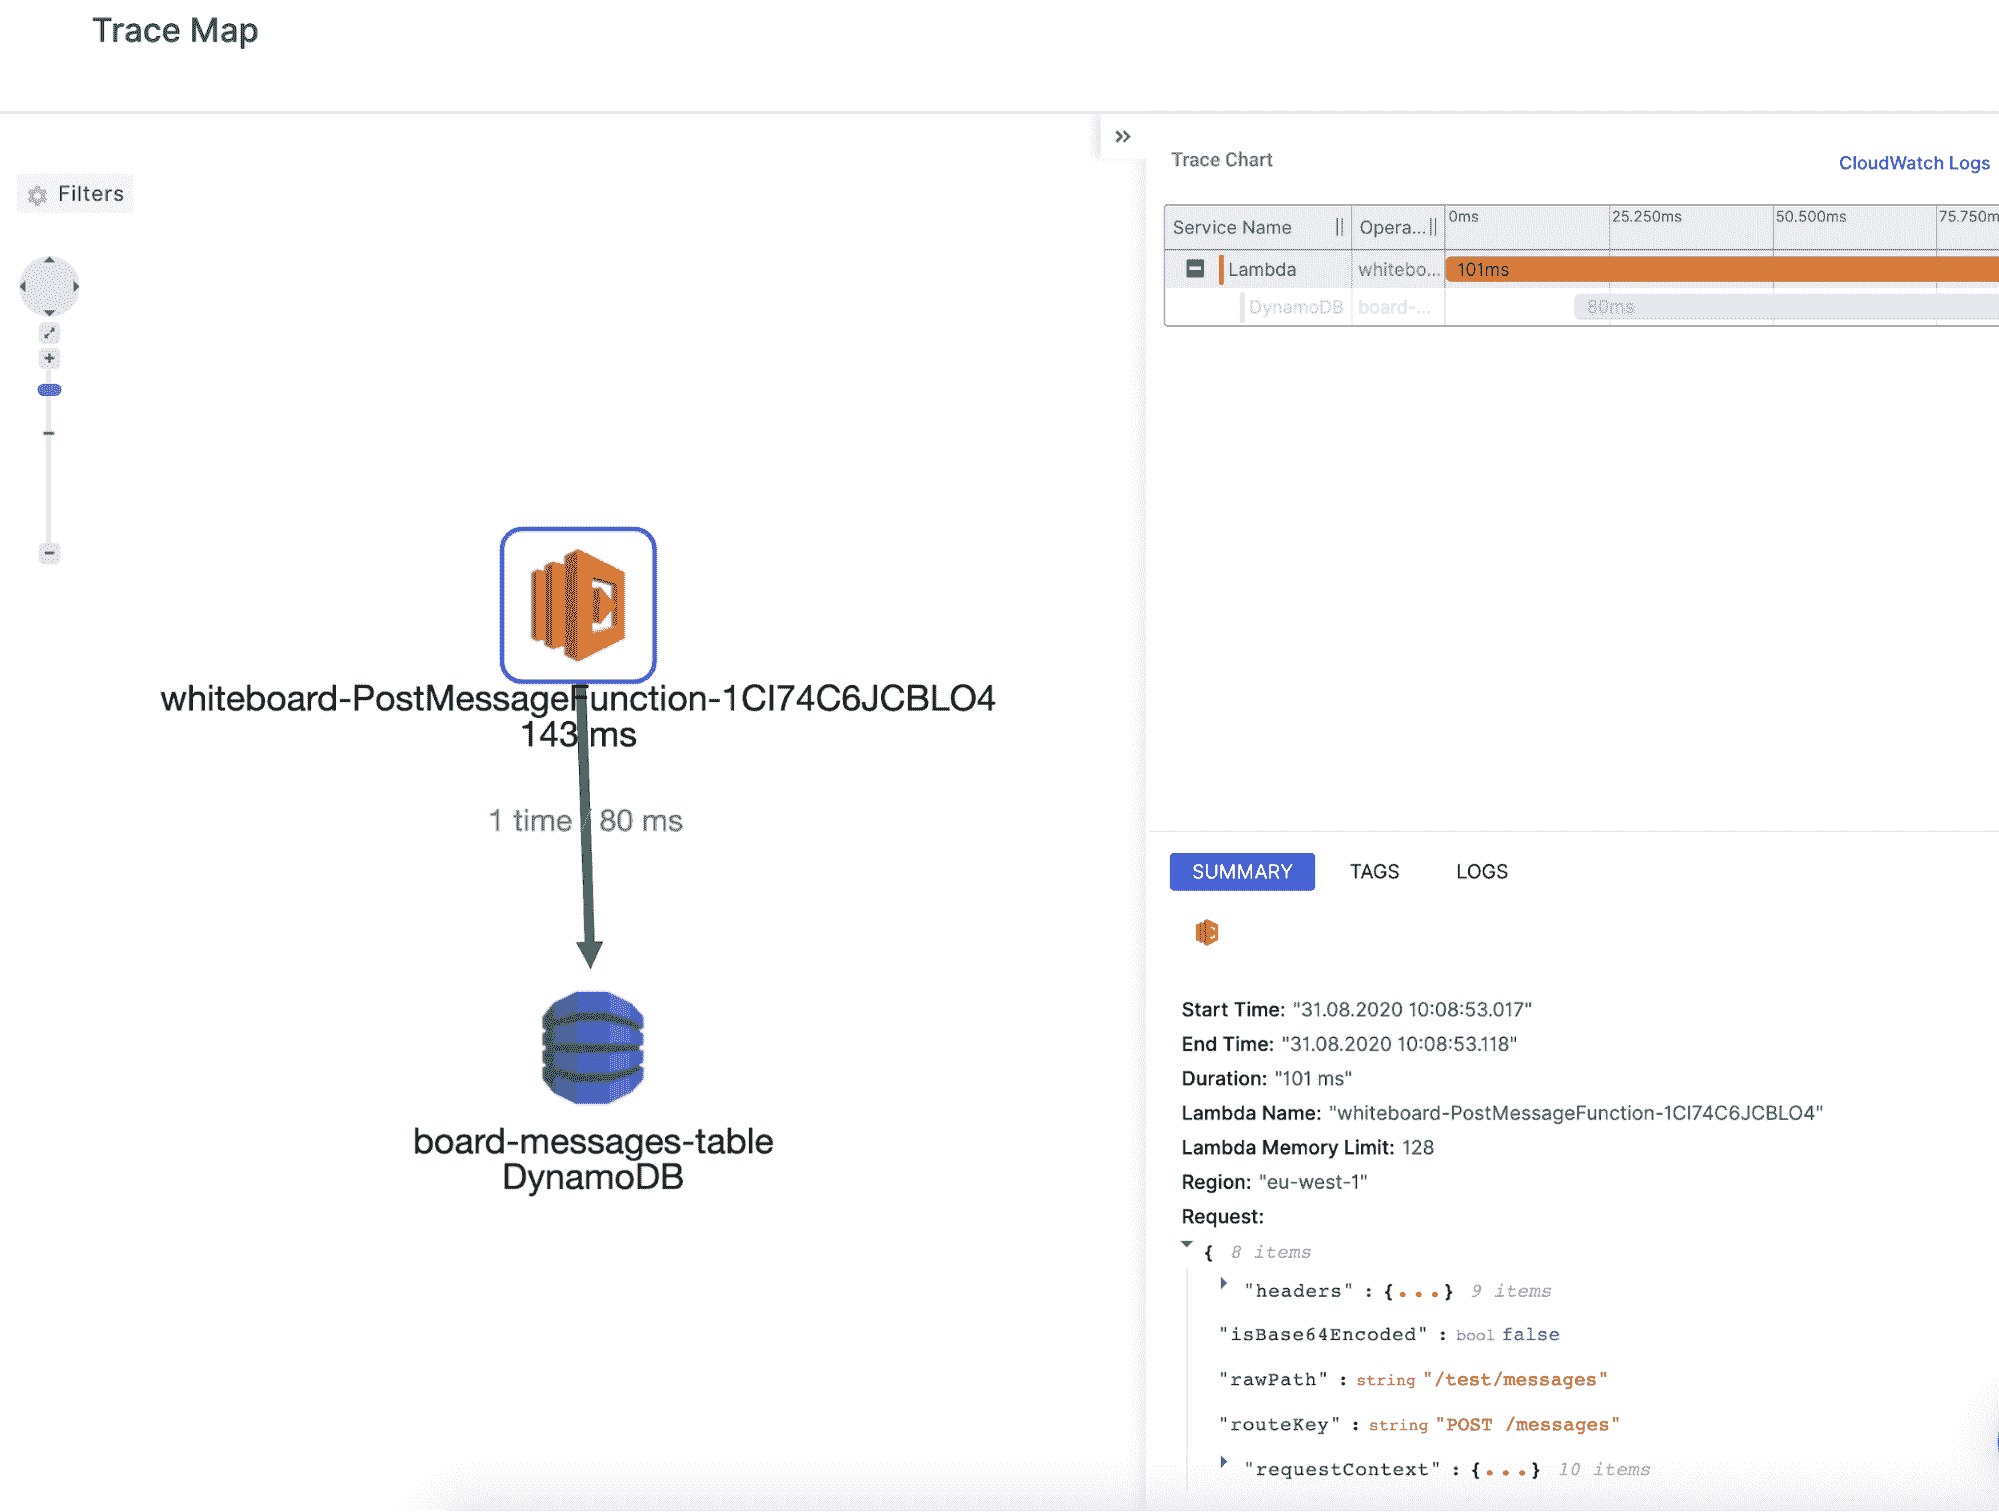 Trace Map
Filters
whiteboard-PostMessageFunction-1CI74C6JCBLO4
143 ms
1 time / 80 ms
board-messages-table
DynamoDB
Trace Chart
CloudWatch Logs
Service Name || Opera...|| 0ms 25.250ms 50.500ms 75.750m
Lambda whitebo... 101ms
DynamoDB board-... 80ms
SUMMARY TAGS LOGS
Start Time: "31.08.2020 10:08:53.017"
End Time: "31.08.2020 10:08:53.118"
Duration: "101 ms"
Lambda Name: "whiteboard-PostMessageFunction-1CI74C6JCBLO4"
Lambda Memory Limit: 128
Region: "eu-west-1"
Request:
{ 8 items
"headers" : {...} 9 items
"isBase64Encoded" : bool false
"rawPath" : string "/test/messages"
"routeKey" : string "POST /messages"
"requestContext" : {...} 10 items